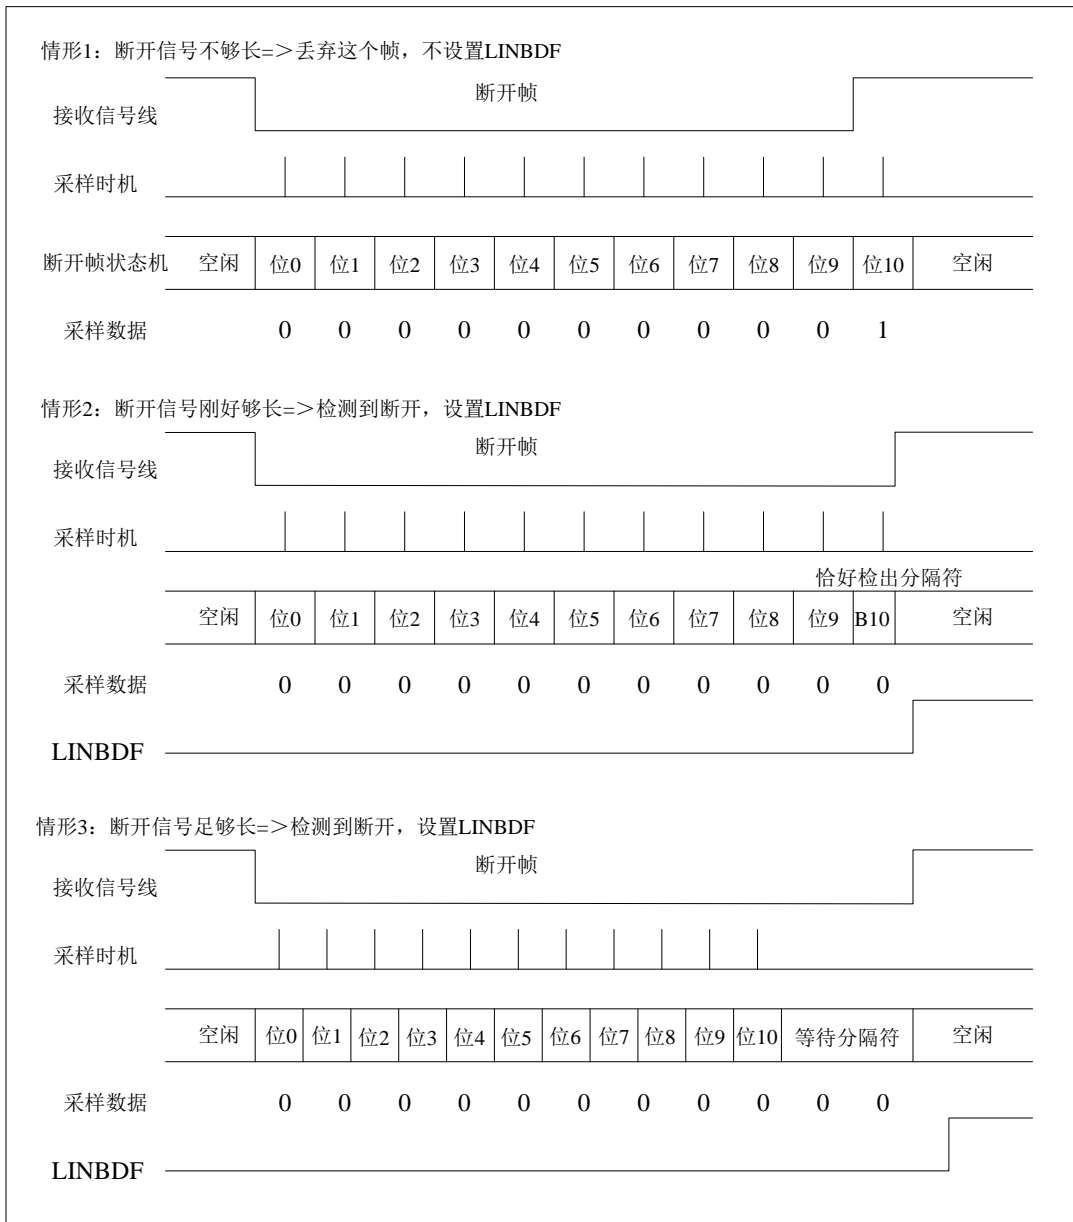 情形1：断开信号不够长=＞丢弃这个帧，不设置LINBDF
断开帧
接收信号线
采样时机
断开帧状态机 空闲 位0 位1 位2 位3 位4 位5 位6 位7 位8 位9 位10 空闲
采样数据 0 0 0 0 0 0 0 0 0 0 1
情形2：断开信号刚好够长=＞检测到断开，设置LINBDF
断开帧
接收信号线
采样时机
恰好检出分隔符
空闲 位0 位1 位2 位3 位4 位5 位6 位7 位8 位9 B10 空闲
采样数据 0 0 0 0 0 0 0 0 0 0 0
LINBDF
情形3：断开信号足够长=＞检测到断开，设置LINBDF
断开帧
接收信号线
采样时机
空闲 位0 位1 位2 位3 位4 位5 位6 位7 位8 位9 位10 等待分隔符 空闲
采样数据 0 0 0 0 0 0 0 0 0 0 0
LINBDF